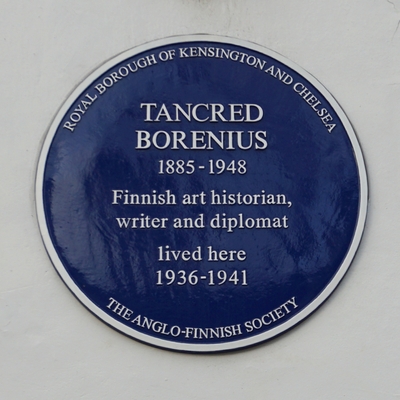 ROYAL BOROUGH OF KENSINGTON AND CHELSEA
TANCRED
BORENIUS
1885-1948
Finnish art historian,
writer and diplomat
lived here
1936-1941
THE ANGLO-FINNISH SOCIETY